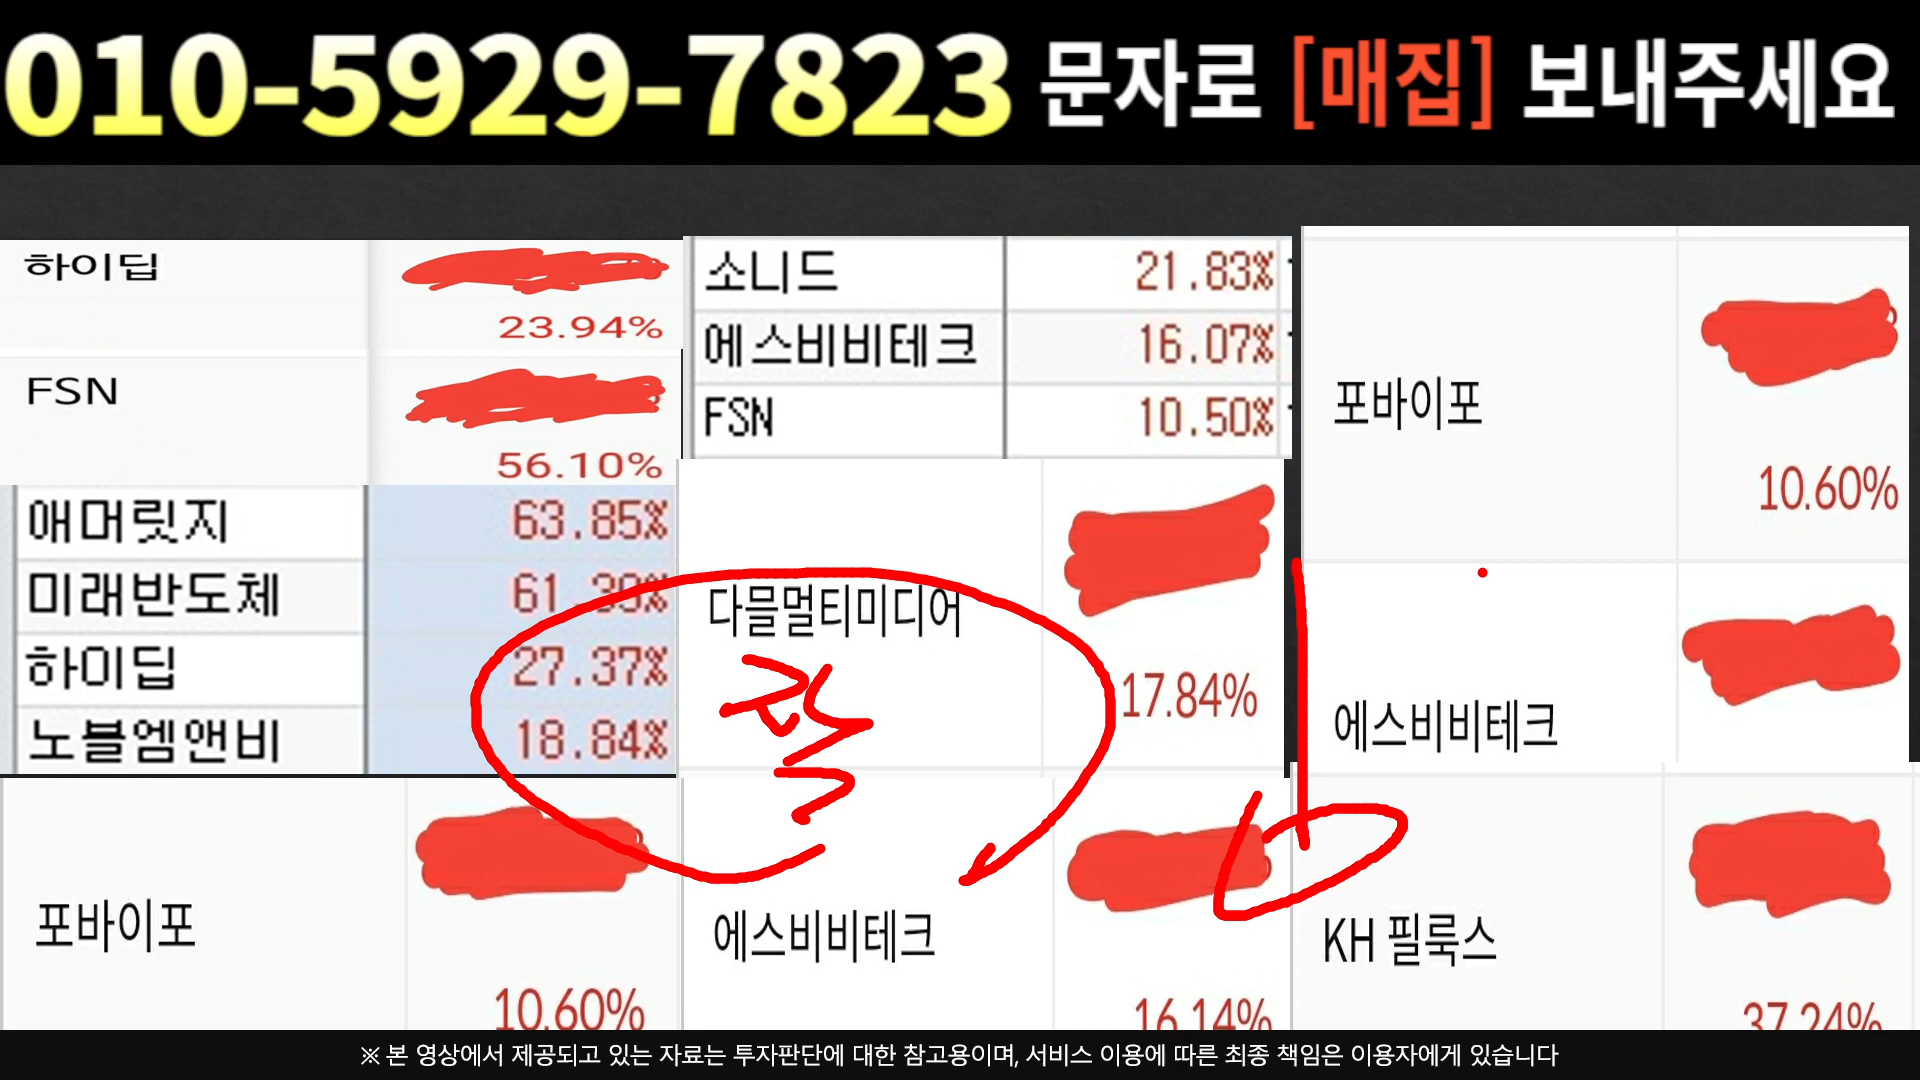 010-5929-7823 문자로 [매집] 보내주세요
하이딥
23.94%
FSN
56.10%
소니드 21.83%
에스비비테크 16.07%
FSN 10.50%
포바이포
10.60%
애머릿지 63.85%
미래반도체 61.39%
하이딥 27.37%
노블엠앤비 18.84%
다믈멀티미디어
17.84%
에스비비테크
포바이포
10.60%
에스비비테크
16.14%
KH 필룩스
37.24%
※ 본 영상에서 제공되고 있는 자료는 투자판단에 대한 참고용이며, 서비스 이용에 따른 최종 책임은 이용자에게 있습니다